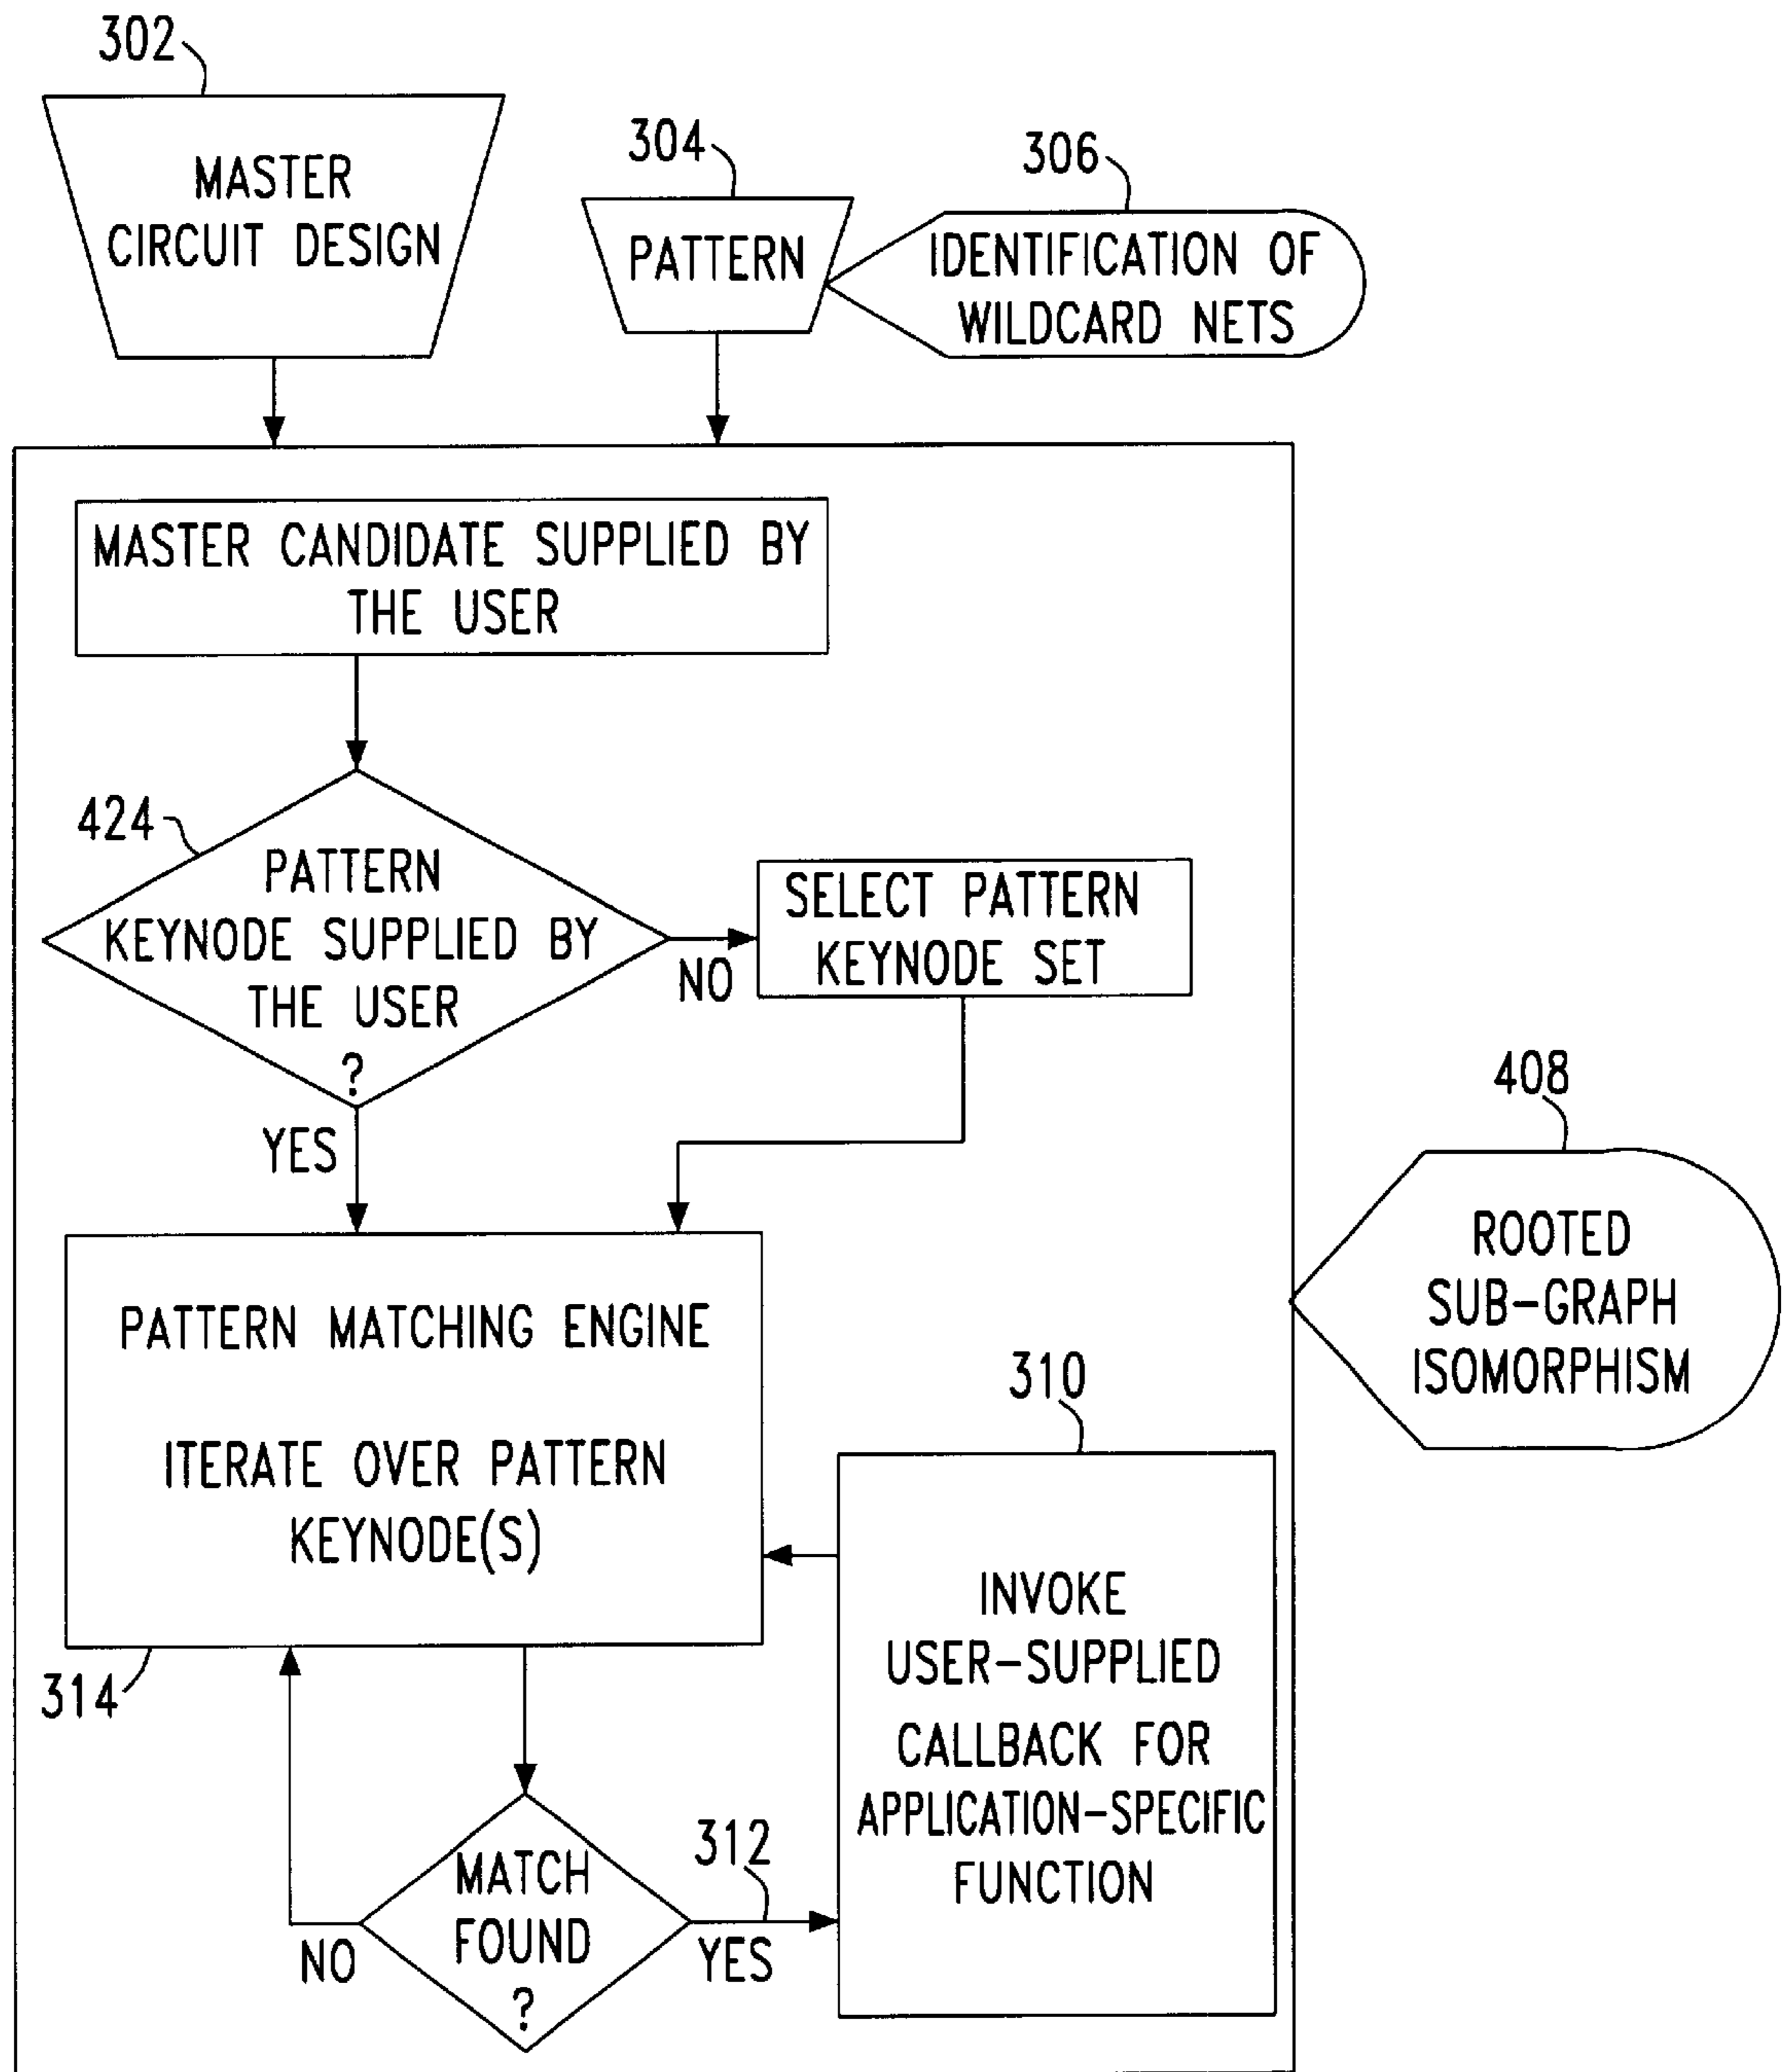 302
MASTER
CIRCUIT DESIGN
304
PATTERN
306
IDENTIFICATION OF
WILDCARD NETS
MASTER CANDIDATE SUPPLIED BY
THE USER
424
PATTERN
KEYNODE SUPPLIED BY
THE USER
?
NO
SELECT PATTERN
KEYNODE SET
YES
408
ROOTED
SUB-GRAPH
ISOMORPHISM
PATTERN MATCHING ENGINE
ITERATE OVER PATTERN
KEYNODE(S)
314
310
INVOKE
USER-SUPPLIED
CALLBACK FOR
APPLICATION-SPECIFIC
FUNCTION
MATCH
FOUND
?
NO
312
YES